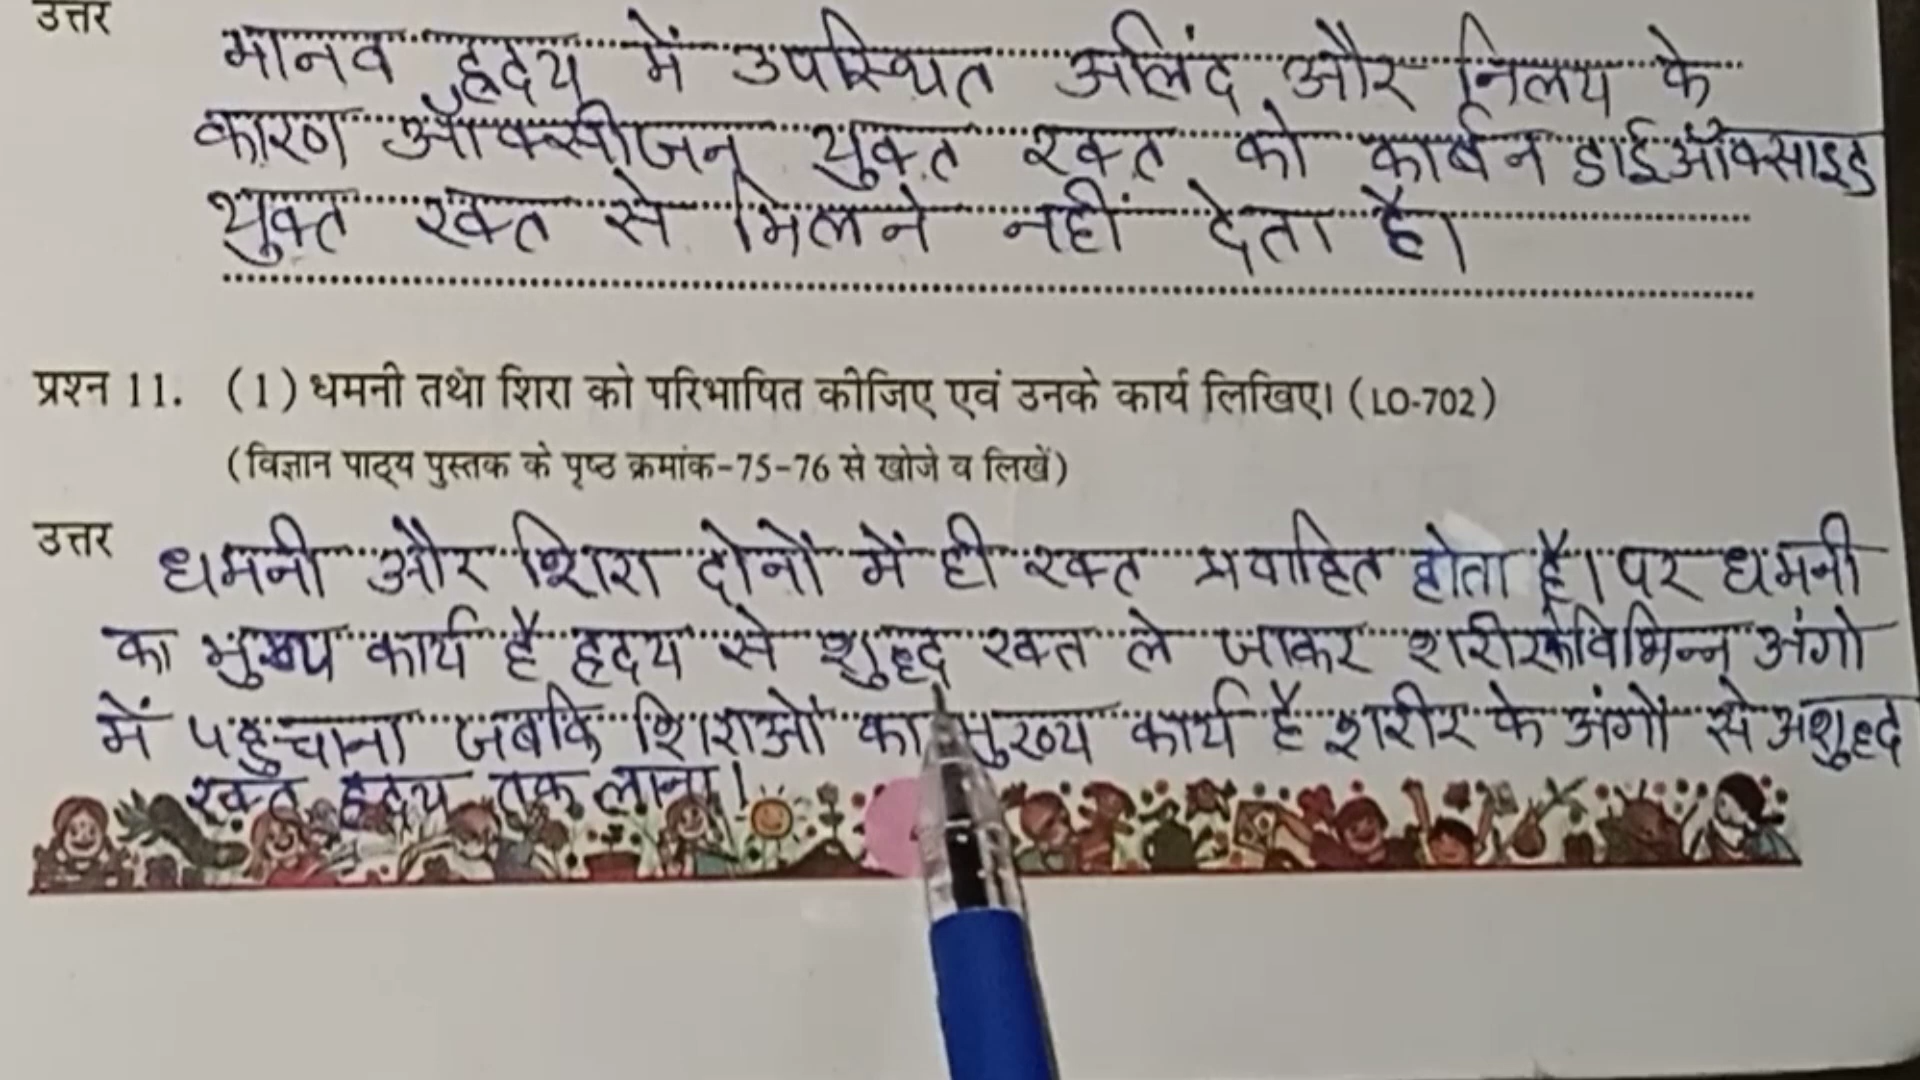 उत्तर
मानव हृदय में उपस्थित अलिंद और निलय के
कारण ऑक्सीजन युक्त रक्त को कार्बन डाईऑक्साइड
युक्त रक्त से मिलने नहीं देता है।
प्रश्न 11. (1) धमनी तथा शिरा को परिभाषित कीजिए एवं उनके कार्य लिखिए। (LO-702)
(विज्ञान पाठ्य पुस्तक के पृष्ठ क्रमांक-75-76 से खोजे व लिखें)
उत्तर धमनी और शिरा दोनों में ही रक्त प्रवाहित होता है। पर धमनी
का मुख्य कार्य है हृदय से शुद्द रक्त ले जाकर शरीर के विभिन्न अंगो
में पहुचाना जबकि शिराओं का मुख्य कार्य है शरीर के अंगों से अशुद्द
रक्त हृदय तक लाना।